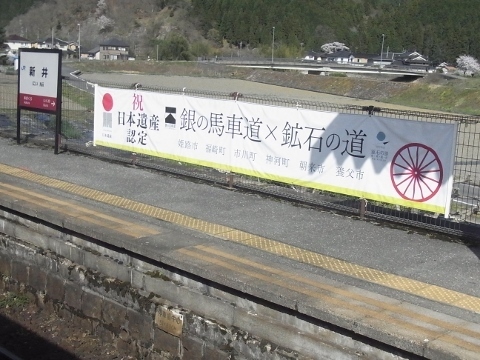 新井
祝
日本遺産
認定
銀の馬車道×鉱石の道
姫路市 福崎町 市川町 神河町 朝来市 養父市